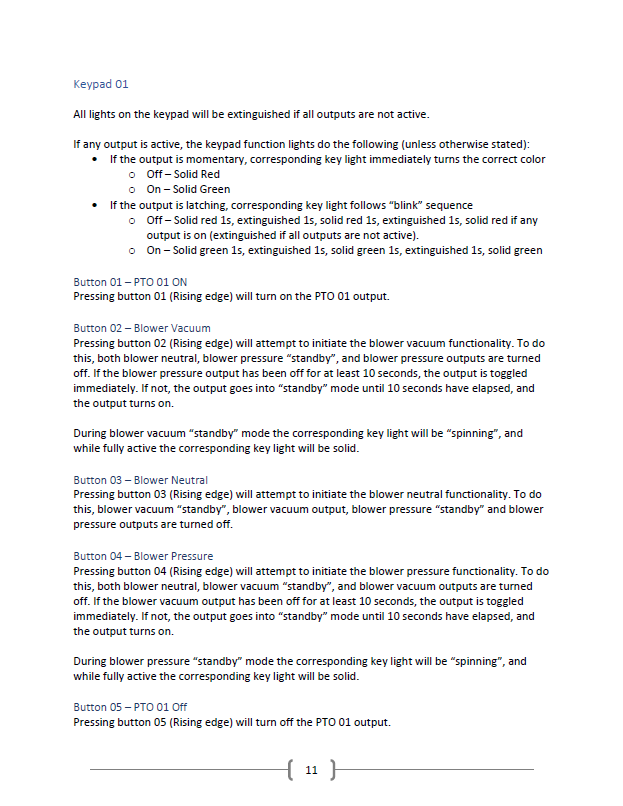 Keypad 01
All lights on the keypad will be extinguished if all outputs are not active.
If any output is active, the keypad function lights do the following (unless otherwise stated):
• If the output is momentary, corresponding key light immediately turns the correct color
o Off – Solid Red
o On – Solid Green
• If the output is latching, corresponding key light follows “blink” sequence
o Off – Solid red 1s, extinguished 1s, solid red 1s, extinguished 1s, solid red if any
output is on (extinguished if all outputs are not active).
o On – Solid green 1s, extinguished 1s, solid green 1s, extinguished 1s, solid green
Button 01 – PTO 01 ON
Pressing button 01 (Rising edge) will turn on the PTO 01 output.
Button 02 – Blower Vacuum
Pressing button 02 (Rising edge) will attempt to initiate the blower vacuum functionality. To do
this, both blower neutral, blower pressure “standby”, and blower pressure outputs are turned
off. If the blower pressure output has been off for at least 10 seconds, the output is toggled
immediately. If not, the output goes into “standby” mode until 10 seconds have elapsed, and
the output turns on.
During blower vacuum “standby” mode the corresponding key light will be “spinning”, and
while fully active the corresponding key light will be solid.
Button 03 – Blower Neutral
Pressing button 03 (Rising edge) will attempt to initiate the blower neutral functionality. To do
this, blower vacuum “standby”, blower vacuum output, blower pressure “standby” and blower
pressure outputs are turned off.
Button 04 – Blower Pressure
Pressing button 04 (Rising edge) will attempt to initiate the blower pressure functionality. To do
this, both blower neutral, blower vacuum “standby”, and blower vacuum outputs are turned
off. If the blower vacuum output has been off for at least 10 seconds, the output is toggled
immediately. If not, the output goes into “standby” mode until 10 seconds have elapsed, and
the output turns on.
During blower pressure “standby” mode the corresponding key light will be “spinning”, and
while fully active the corresponding key light will be solid.
Button 05 – PTO 01 Off
Pressing button 05 (Rising edge) will turn off the PTO 01 output.
11